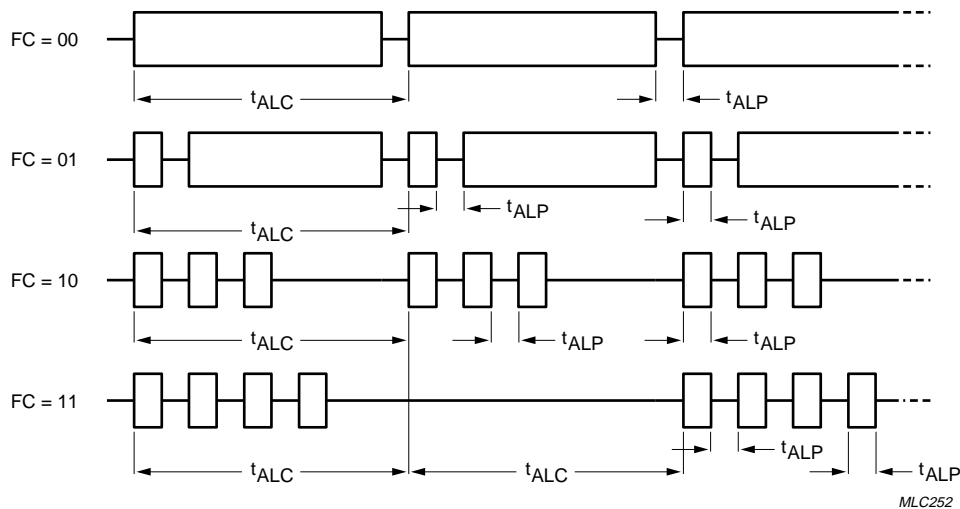 FC = 00
tALC
tALP
FC = 01
tALP
tALP
tALC
FC = 10
tALC
tALP
tALP
FC = 11
tALP
tALC
tALC
tALP
MLC252